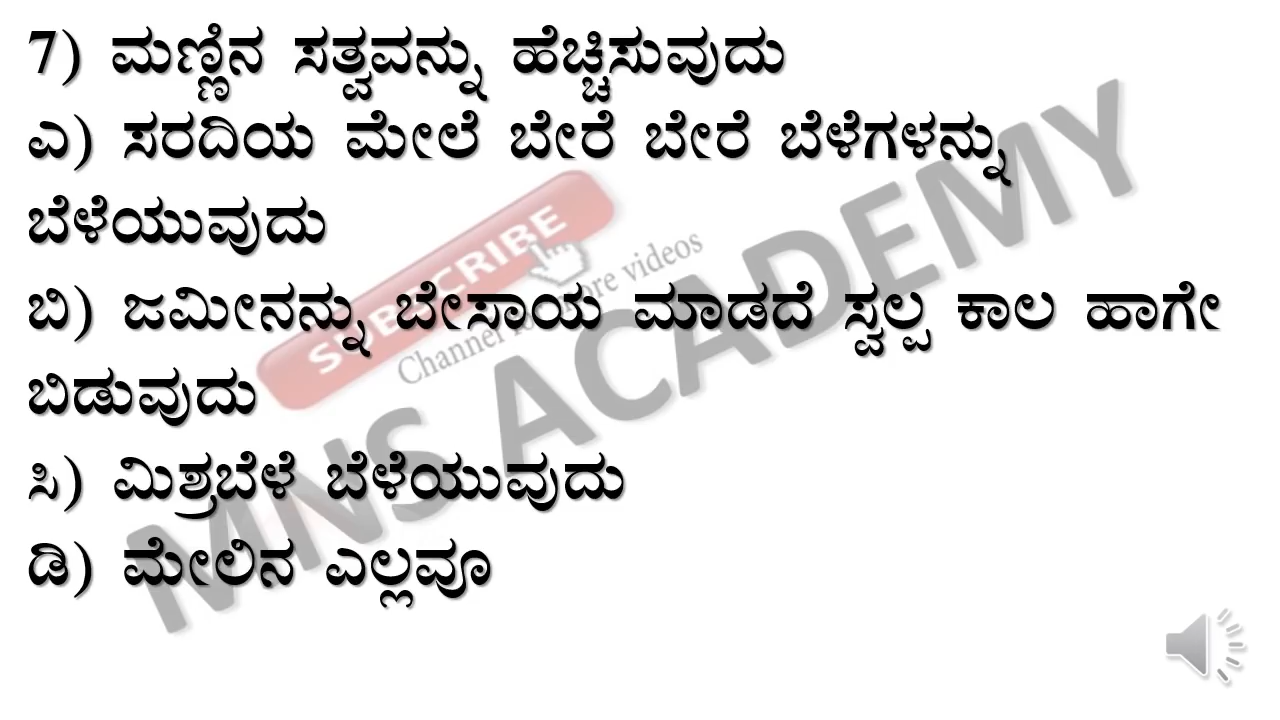 7) ಮಣ್ಣಿನ ಸತ್ವವನ್ನು ಹೆಚ್ಚಿಸುವುದು
ಎ) ಸರದಿಯ ಮೇಲೆ ಬೇರೆ ಬೇರೆ ಬೆಳೆಗಳನ್ನು
ಬೆಳೆಯುವುದು
ಬಿ) ಜಮೀನನ್ನು ಬೇಸಾಯ ಮಾಡದೆ ಸ್ವಲ್ಪ ಕಾಲ ಹಾಗೇ
ಬಿಡುವುದು
ಸಿ) ಮಿಶ್ರಬೆಳೆ ಬೆಳೆಯುವುದು
ಡಿ) ಮೇಲಿನ ಎಲ್ಲವೂ
SUBSCRIBE
Channel for more videos
MNS ACADEMY